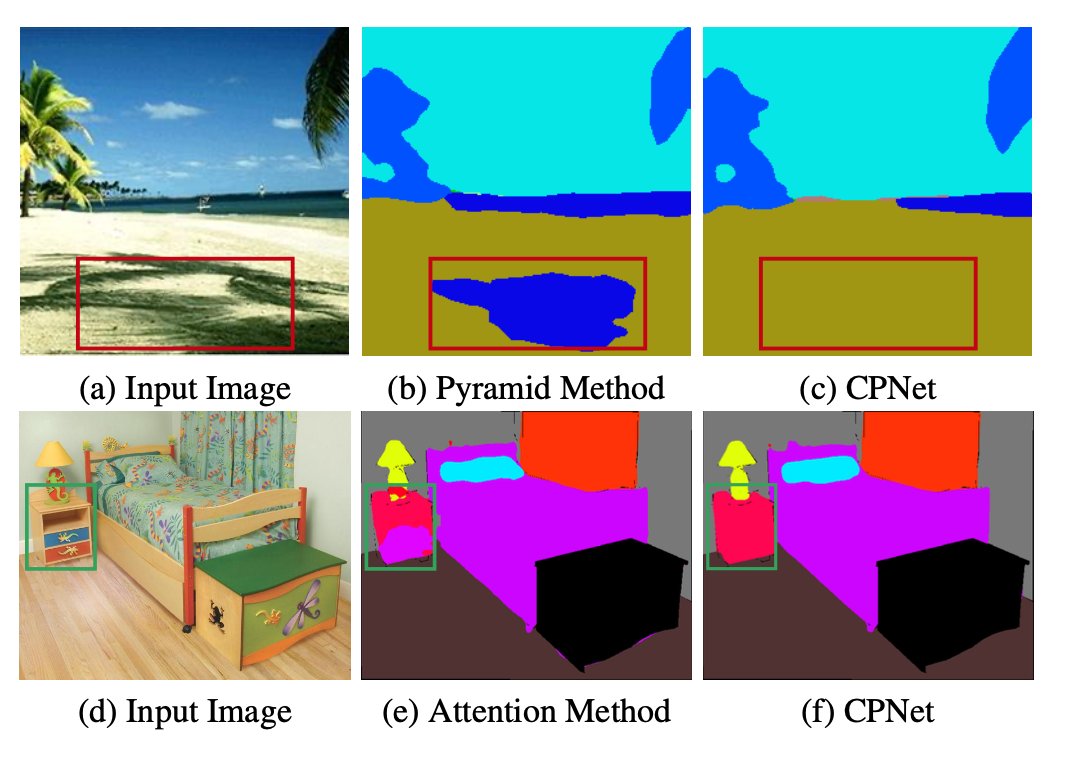 (a) Input Image
(b) Pyramid Method
(c) CPNet
(d) Input Image
(e) Attention Method
(f) CPNet